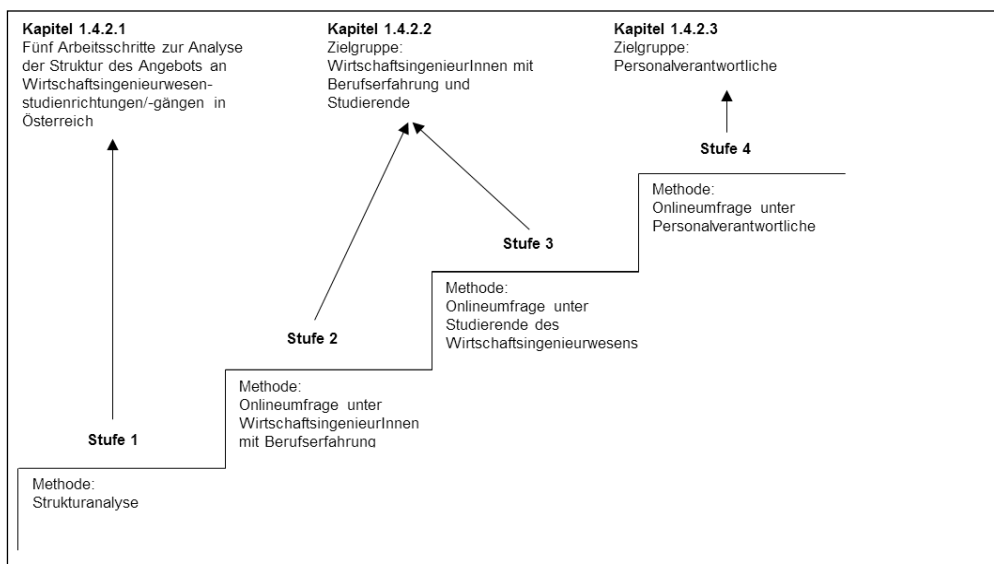 Kapitel 1.4.2.1
Fünf Arbeitsschritte zur Analyse
der Struktur des Angebots an
Wirtschaftsingenieurwesen-
studienrichtungen/-gängen in
Österreich
Kapitel 1.4.2.2
Zielgruppe:
WirtschaftsingenieurInnen mit
Berufserfahrung und
Studierende
Kapitel 1.4.2.3
Zielgruppe:
Personalverantwortliche
Stufe 4
Methode:
Onlineumfrage unter
Personalverantwortliche
Stufe 3
Methode:
Onlineumfrage unter
Studierende des
Wirtschaftsingenieurwesens
Stufe 2
Methode:
Onlineumfrage unter
WirtschaftsingenieurInnen
mit Berufserfahrung
Stufe 1
Methode:
Strukturanalyse